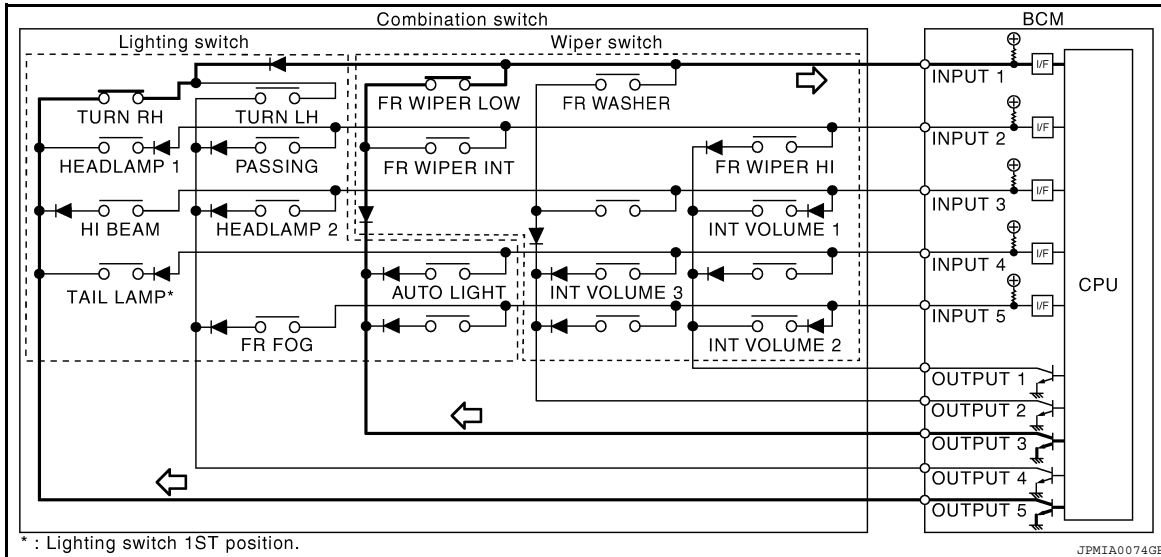 Combination switch
BCM
Lighting switch
Wiper switch
INPUT 1
I/F
TURN RH
TURN LH
FR WIPER LOW
FR WASHER
INPUT 2
I/F
HEADLAMP 1
PASSING
FR WIPER INT
FR WIPER HI
INPUT 3
I/F
HI BEAM
HEADLAMP 2
INT VOLUME 1
INPUT 4
I/F
CPU
TAIL LAMP*
AUTO LIGHT
INT VOLUME 3
INPUT 5
I/F
FR FOG
INT VOLUME 2
OUTPUT 1
OUTPUT 2
OUTPUT 3
OUTPUT 4
OUTPUT 5
* : Lighting switch 1ST position.